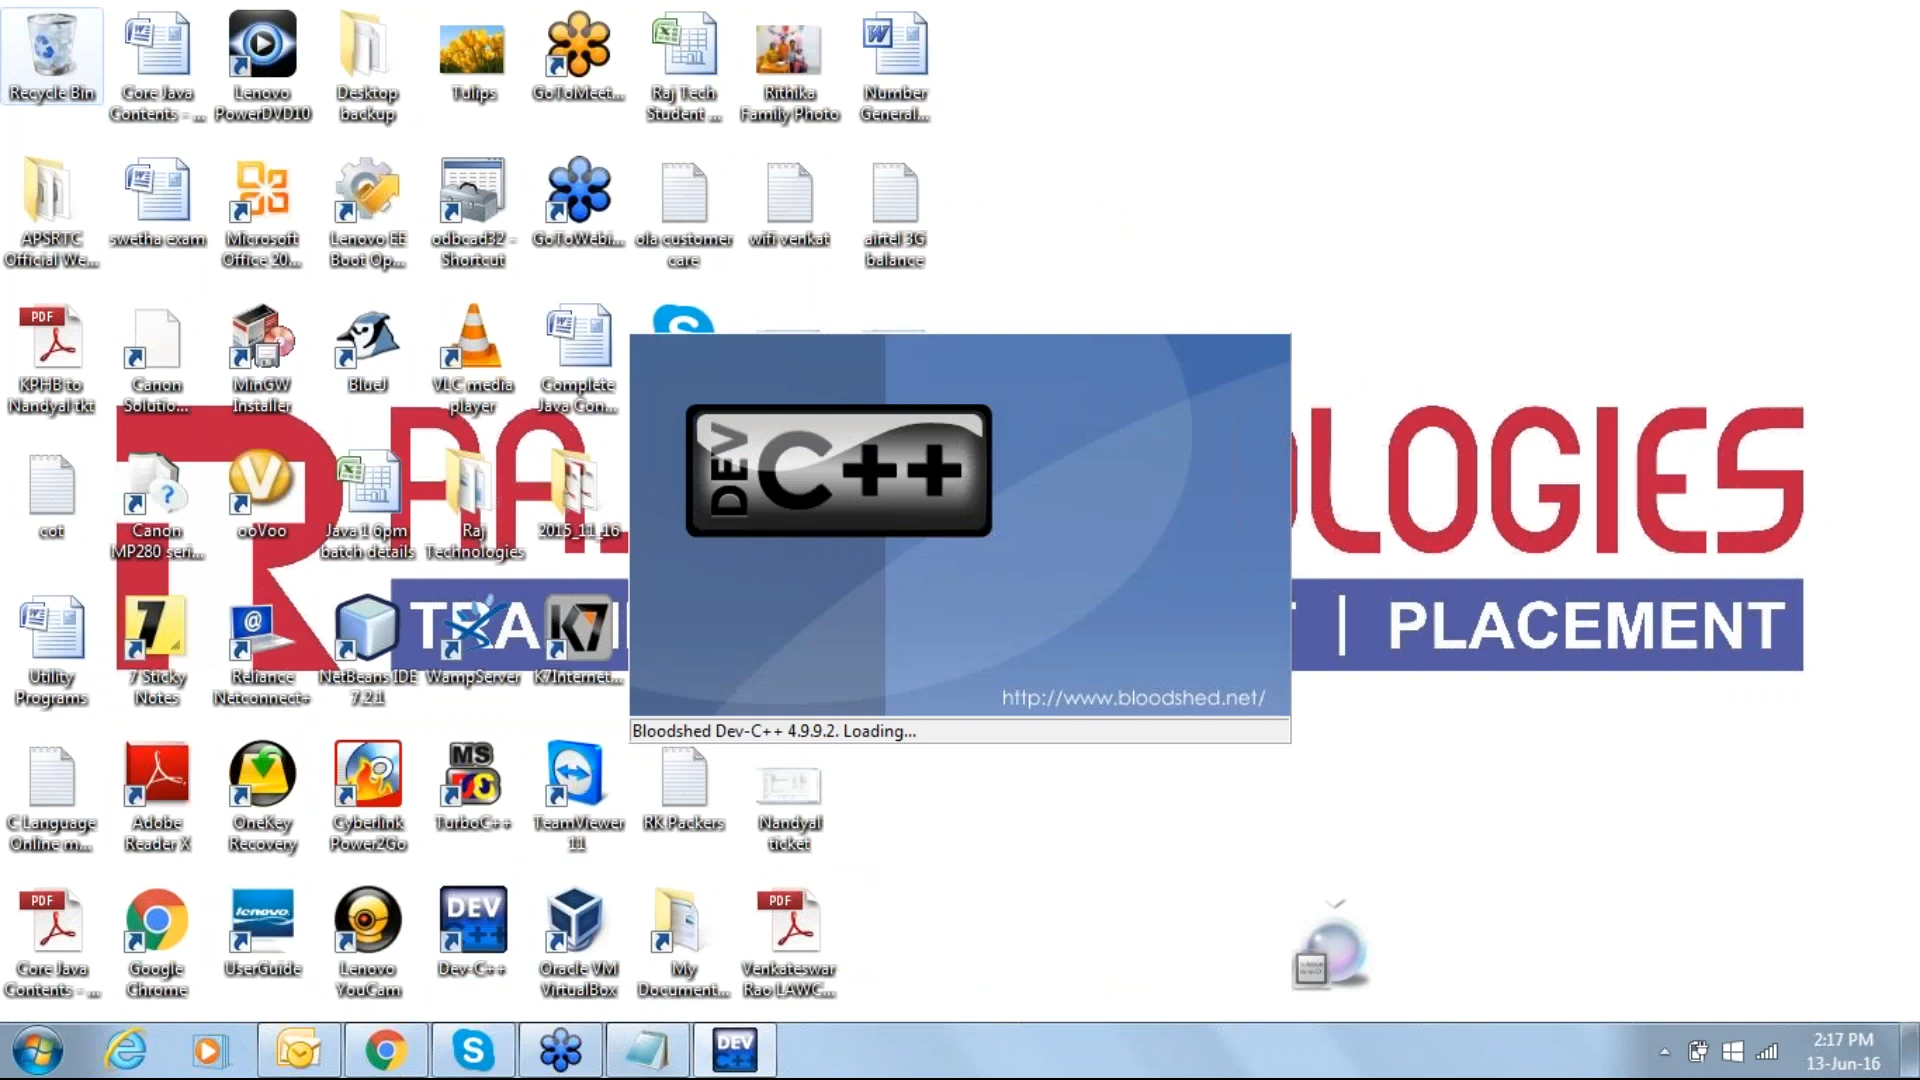 Recycle Bin
Core Java
Contents - ...
Lenovo
PowerDVD10
Desktop
backup
Tulips
GoToMeet...
Raj Tech
Student ...
Rithika
Family Photo
Number
General...
APSRTC
Official We...
swetha exam
Microsoft
Office 20...
Lenovo EE
Boot Op...
odbcad32 -
Shortcut
GoToWebi...
ola customer
care
wifi venkat
airtel 3G
balance
PDF
KPHB to
Nandyal tkt
Canon
Solutio...
MinGW
Installer
BlueJ
VLC media
player
Complete
Java Con...
DEV C++
http://www.bloodshed.net/
Bloodshed Dev-C++ 4.9.9.2. Loading...
LOGIES
| PLACEMENT
cot
Canon
MP280 seri...
ooVoo
Java 1 6pm
batch details
Raj
Technologies
2015_11_16
Utility
Programs
7 Sticky
Notes
Reliance
Netconnect+
NetBeans IDE
7.2.1
WampServer
K7
K7Internet...
C Language
Online m...
Adobe
Reader X
OneKey
Recovery
Cyberlink
Power2Go
MS
TurboC++
TeamViewer
11
RK Packers
Nandyal
ticket
PDF
Core Java
Contents - ...
Google
Chrome
lenovo
UserGuide
Lenovo
YouCam
DEV
C++
Dev-C++
Oracle VM
VirtualBox
My
Document...
PDF
Venkateswar
Rao LAWC...
DEV
C++
2:17 PM
13-Jun-16